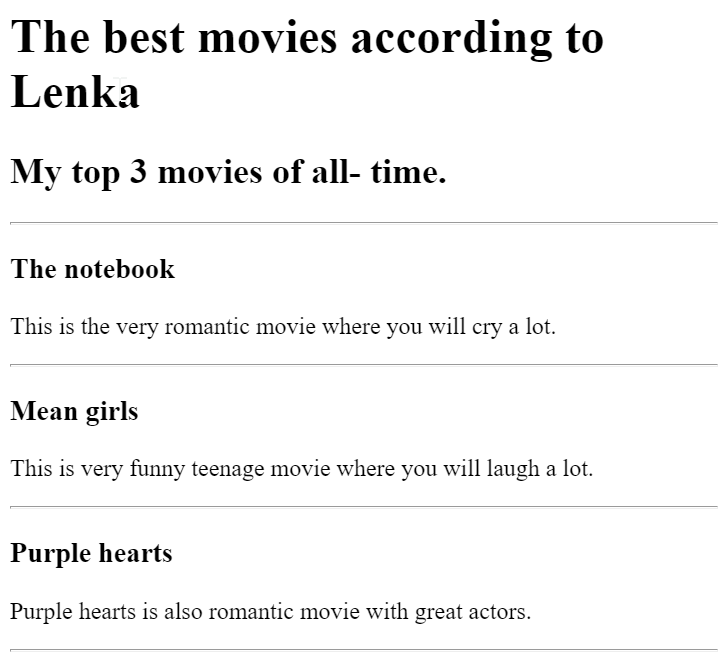 The best movies according to
Lenka
My top 3 movies of all- time.
The notebook
This is the very romantic movie where you will cry a lot.
Mean girls
This is very funny teenage movie where you will laugh a lot.
Purple hearts
Purple hearts is also romantic movie with great actors.